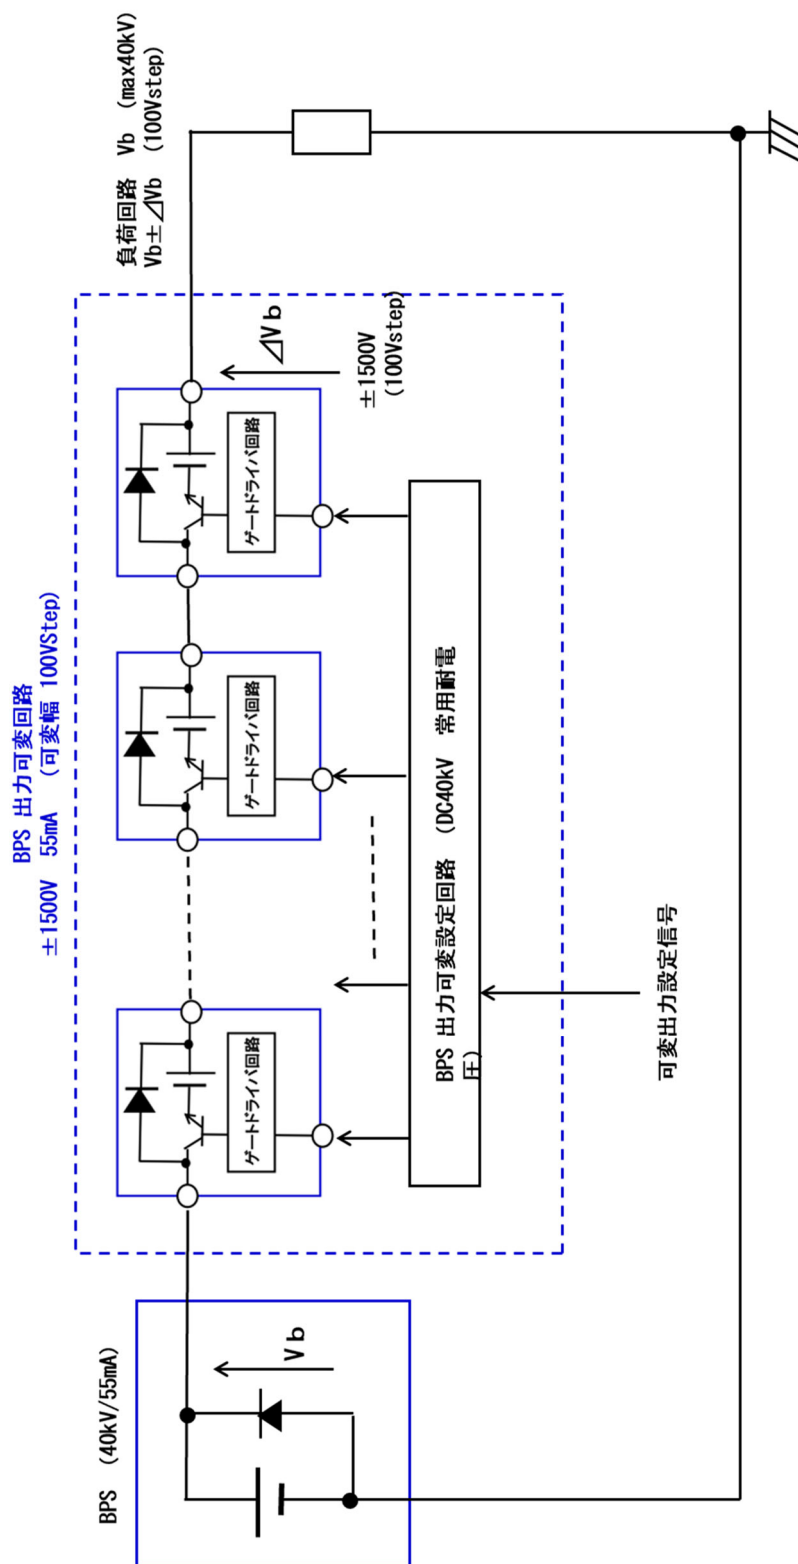 BPS 出力可変回路
±1500V 55mA (可変幅 100VStep)
負荷回路 Vb (max40kV)
Vb±⊿Vb (100Vstep)
BPS (40kV/55mA)
Vb
ゲートドライバ回路
ゲートドライバ回路
ゲートドライバ回路
⊿Vb
±1500V
(100Vstep)
BPS 出力可変設定回路 (DC40kV 常用耐電
圧)
可変出力設定信号